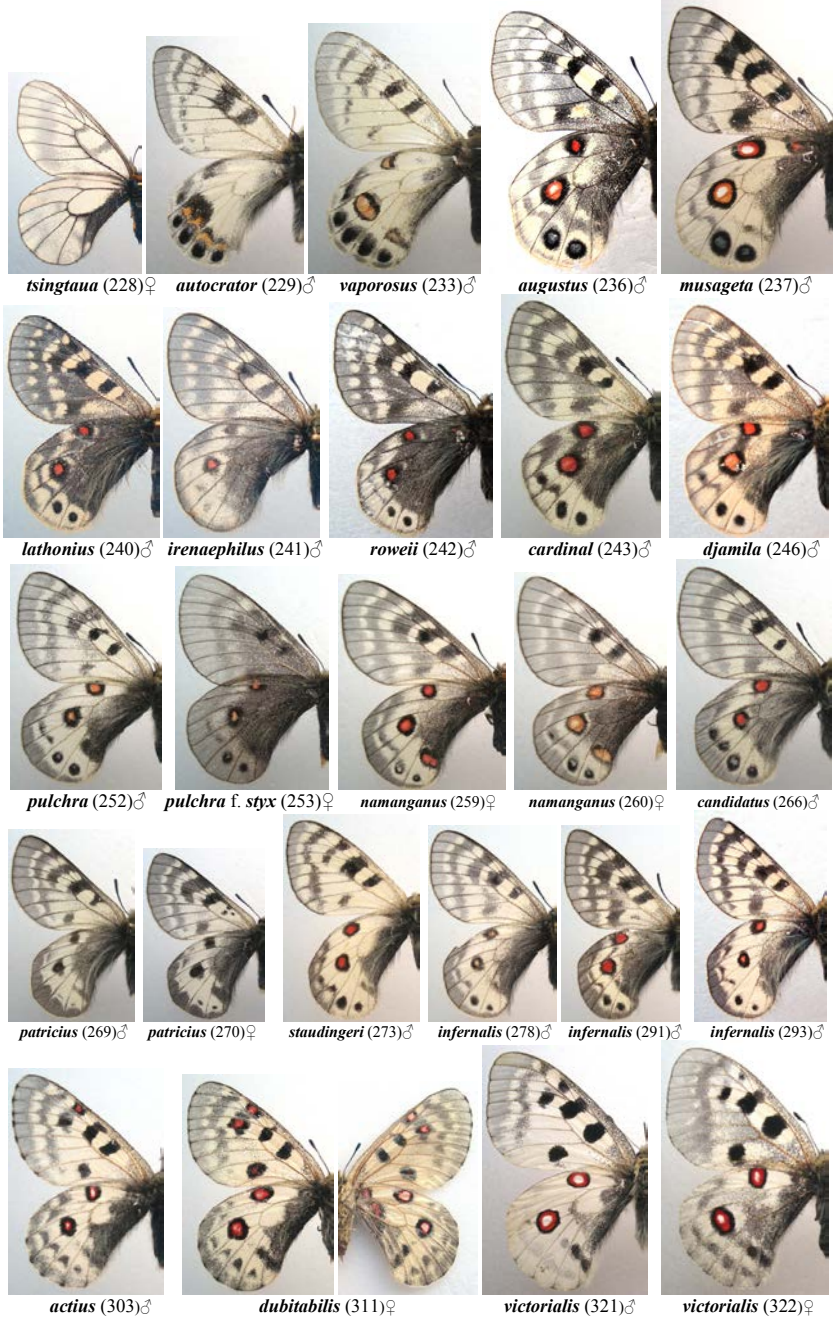 tsingtaua (228)♀ autocrator (229)♂ vaporosus (233)♂ augustus (236)♂ musageta (237)♂
lathonius (240)♂ irenaephilus (241)♂ roweii (242)♂ cardinal (243)♂ djamila (246)♂
pulchra (252)♂ pulchra f. styx (253)♀ namanganus (259)♀ namanganus (260)♀ candidatus (266)♂
patricius (269)♂ patricius (270)♀ staudingeri (273)♂ infernalis (278)♂ infernalis (291)♂ infernalis (293)♂
actius (303)♂ dubitabilis (311)♀ victorialis (321)♂ victorialis (322)♀